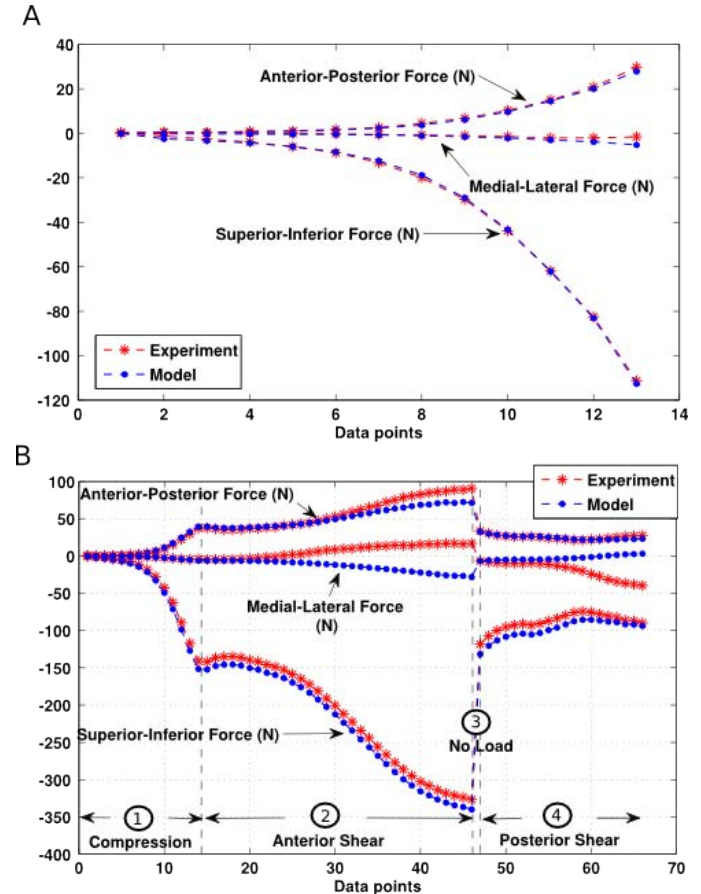 A
40
20
0
-20
-40
-60
-80
-100
-120
Anterior-Posterior Force (N)
Medial-Lateral Force (N)
Superior-Inferior Force (N)
Experiment
Model
0 2 4 6 8 10 12 14
Data points
B
100
50
0
-50
-100
-150
-200
-250
-300
-350
-400
Experiment
Model
Anterior-Posterior Force (N)
Medial-Lateral Force
(N)
Superior-Inferior Force (N)
3
No Load
1
2
4
Compression
Anterior Shear
Posterior Shear
0 10 20 30 40 50 60 70
Data points